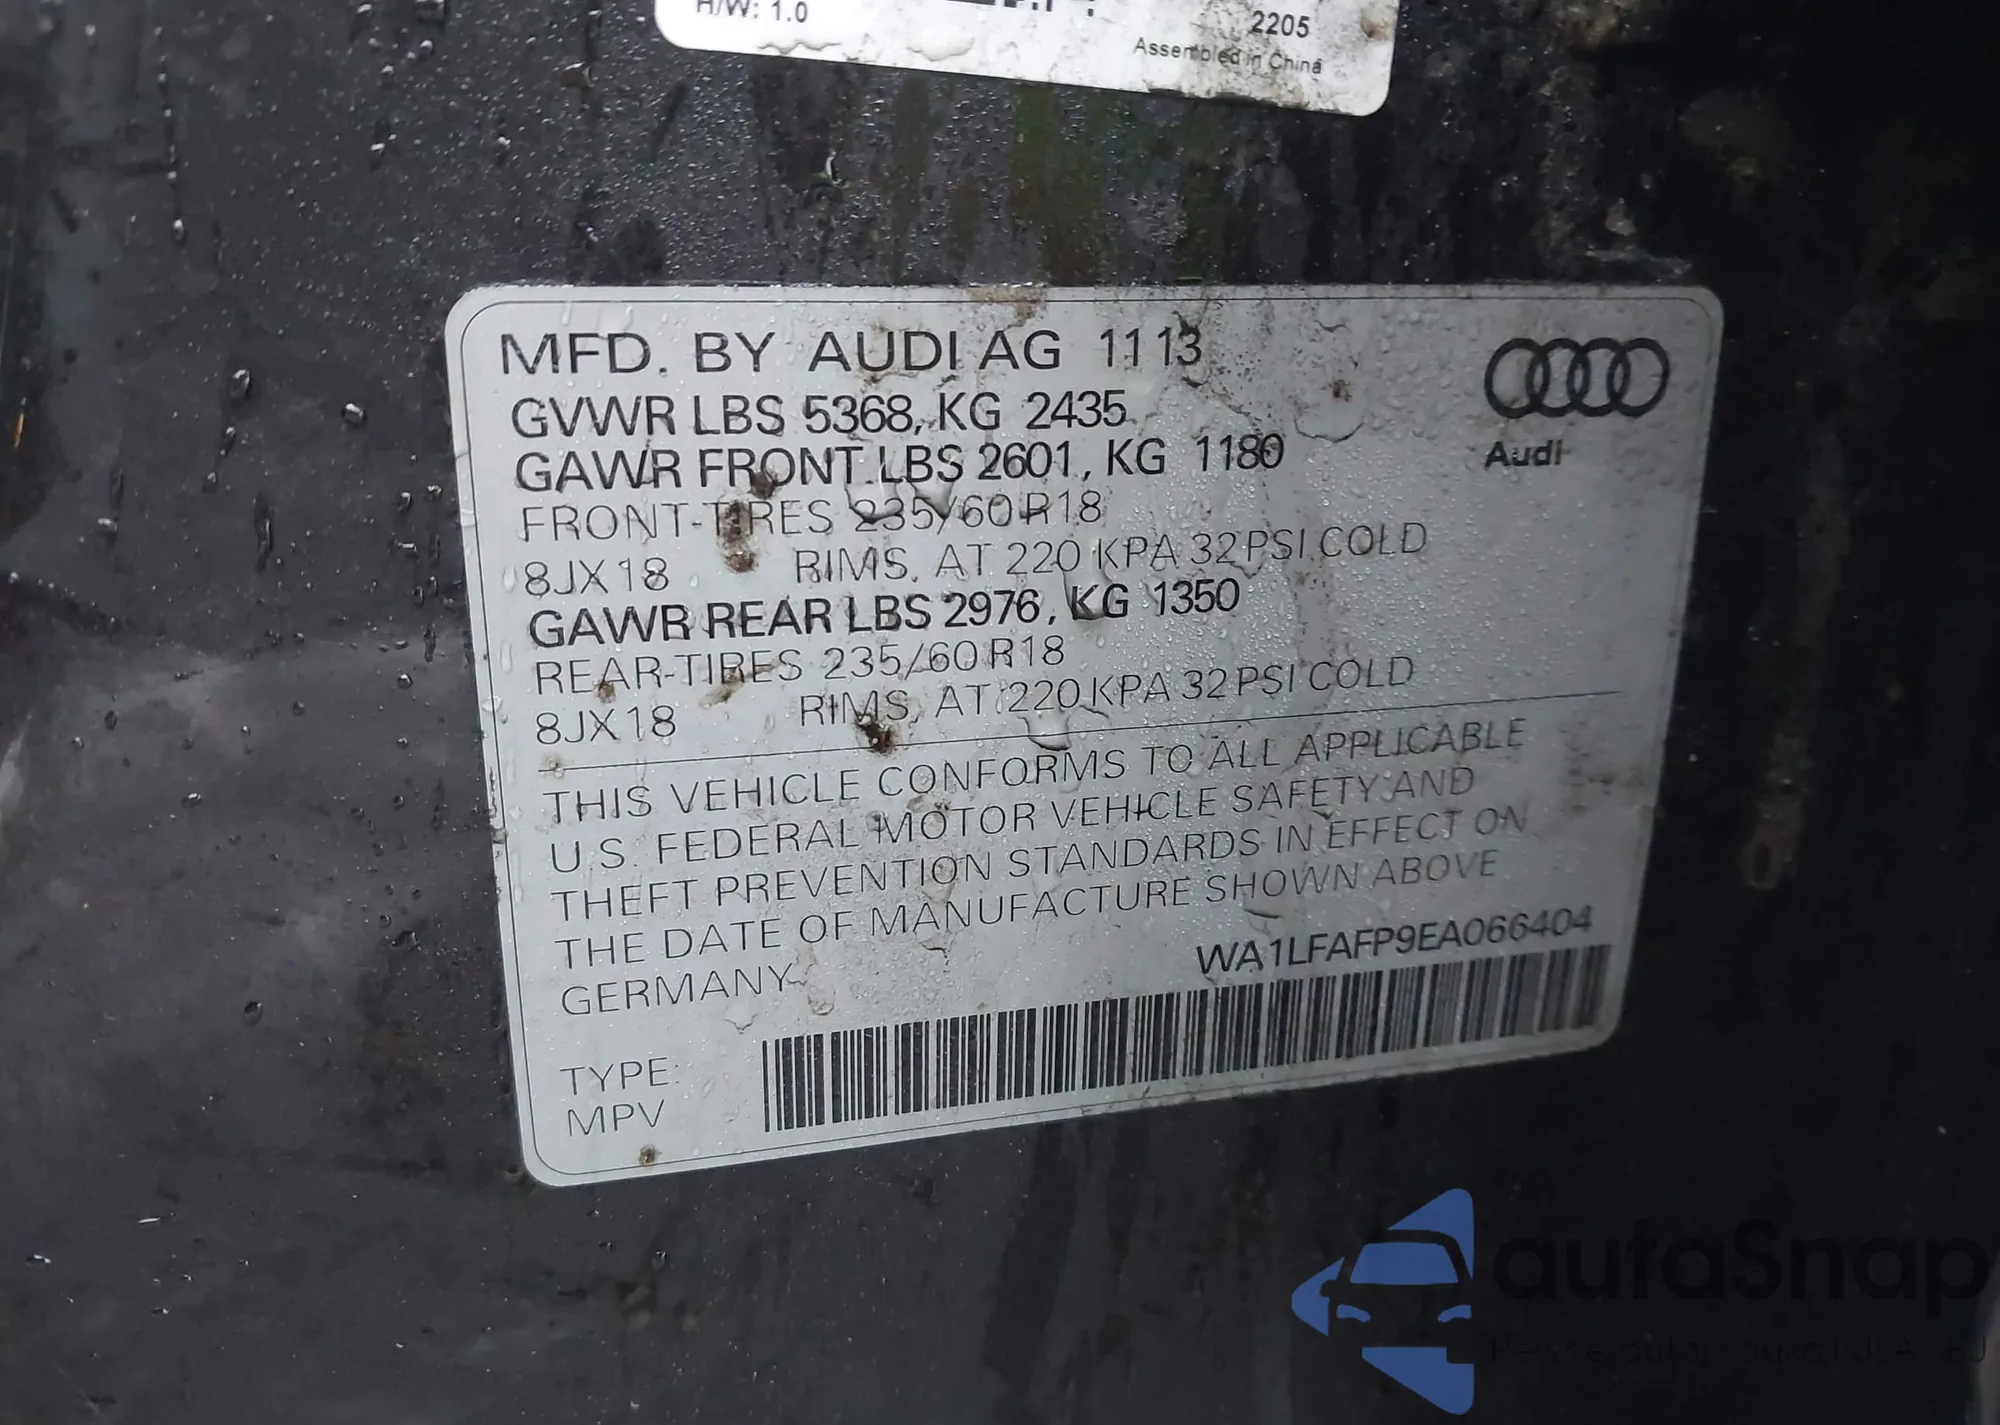 H/W: 1.0
2205
Assembled in China
MFD. BY AUDI AG 11 13
GVWR LBS 5368, KG 2435
GAWR FRONT LBS 2601, KG 1180
FRONT-TIRES 235/60 R18
8JX18 RIMS, AT 220 KPA 32 PSI COLD
GAWR REAR LBS 2976, KG 1350
REAR-TIRES 235/60 R18
8JX18 RIMS, AT 220 KPA 32 PSI COLD
THIS VEHICLE CONFORMS TO ALL APPLICABLE
U.S. FEDERAL MOTOR VEHICLE SAFETY AND
THEFT PREVENTION STANDARDS IN EFFECT ON
THE DATE OF MANUFACTURE SHOWN ABOVE
GERMANY
WA1LFAFP9EA066404
TYPE:
MPV
Audi
autaSnap